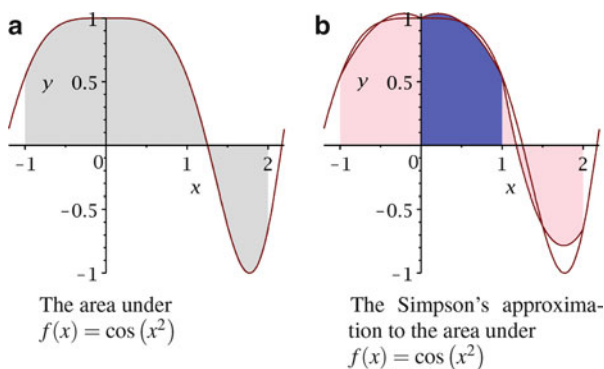 a
1
y
0.5
-1
0
1
2
x
-0.5
-1
The area under
f(x) = cos (x²)
b
1
y
0.5
-1
0
1
2
x
-0.5
-1
The Simpson's approxima-
tion to the area under
f(x) = cos (x²)